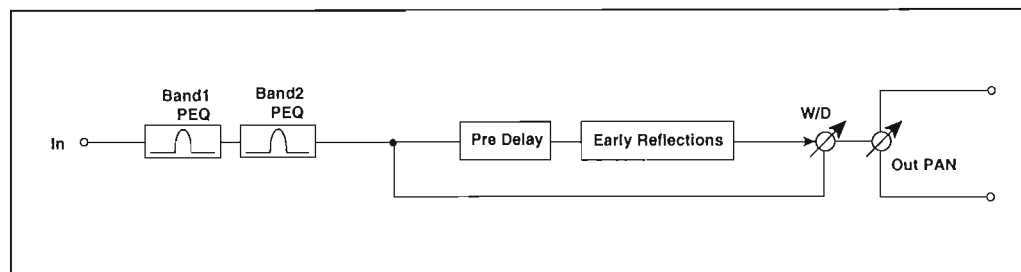 In
Band1
PEQ
Band2
PEQ
Pre Delay
Early Reflections
W/D
Out PAN